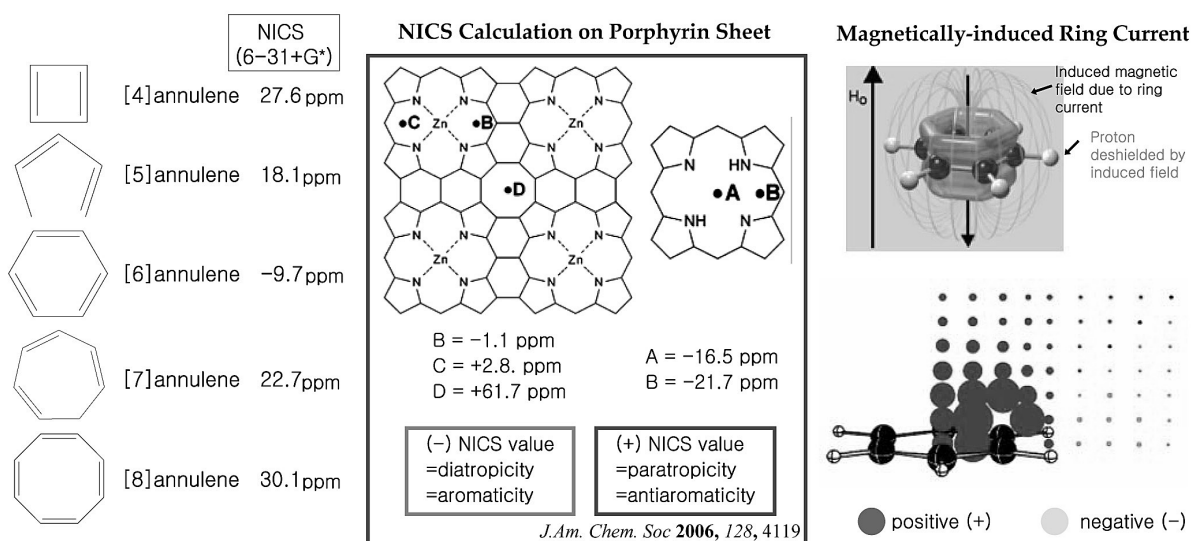 NICS
(6-31+G*)
[4]annulene 27.6 ppm
[5]annulene 18.1 ppm
[6]annulene -9.7 ppm
[7]annulene 22.7 ppm
[8]annulene 30.1 ppm
NICS Calculation on Porphyrin Sheet
N N N N
C Zn B Zn
N N N N
D
N N N N
Zn Zn
N N N N
N HN
A B
NH N
B = -1.1 ppm
C = +2.8. ppm
D = +61.7 ppm
A = -16.5 ppm
B = -21.7 ppm
(-) NICS value
=diatropicity
=aromaticity
(+) NICS value
=paratropicity
=antiaromaticity
J.Am. Chem. Soc 2006, 128, 4119
Magnetically-induced Ring Current
H₀
Induced magnetic
field due to ring
current
Proton
deshielded by
induced field
positive (+) negative (-)